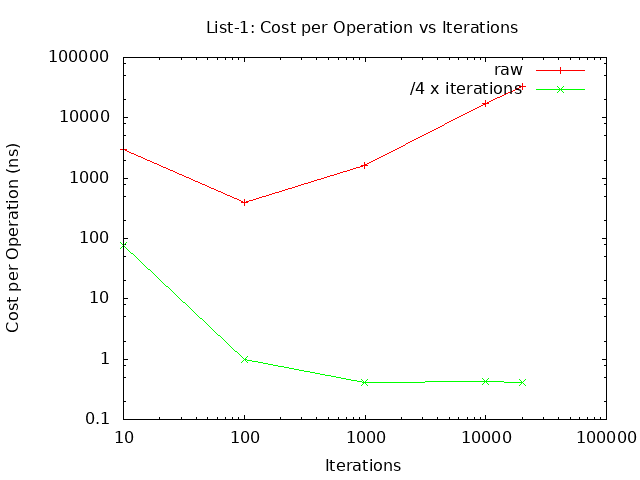 List-1: Cost per Operation vs Iterations
100000
10000
1000
100
10
1
0.1
Cost per Operation (ns)
raw
/4 x iterations
10
100
1000
10000
100000
Iterations